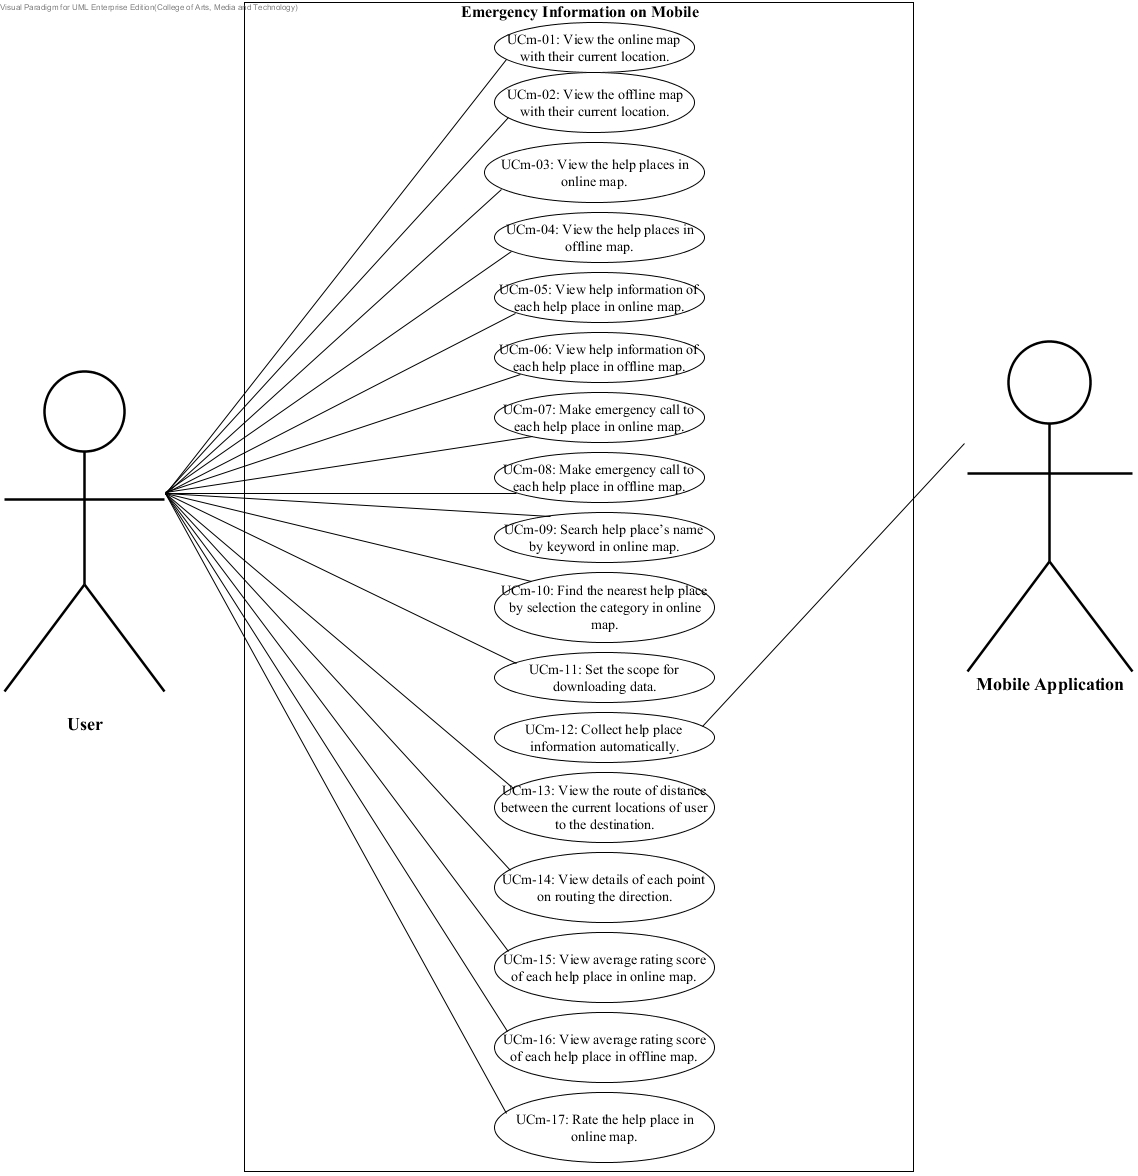 Visual Paradigm for UML Enterprise Edition(College of Arts, Media and Technology)
Emergency Information on Mobile
UCm-01: View the online map
with their current location.
UCm-02: View the offline map
with their current location.
UCm-03: View the help places in
online map.
UCm-04: View the help places in
offline map.
UCm-05: View help information of
each help place in online map.
UCm-06: View help information of
each help place in offline map.
UCm-07: Make emergency call to
each help place in online map.
UCm-08: Make emergency call to
each help place in offline map.
UCm-09: Search help place’s name
by keyword in online map.
UCm-10: Find the nearest help place
by selection the category in online
map.
UCm-11: Set the scope for
downloading data.
UCm-12: Collect help place
information automatically.
UCm-13: View the route of distance
between the current locations of user
to the destination.
UCm-14: View details of each point
on routing the direction.
UCm-15: View average rating score
of each help place in online map.
UCm-16: View average rating score
of each help place in offline map.
UCm-17: Rate the help place in
online map.
User
Mobile Application